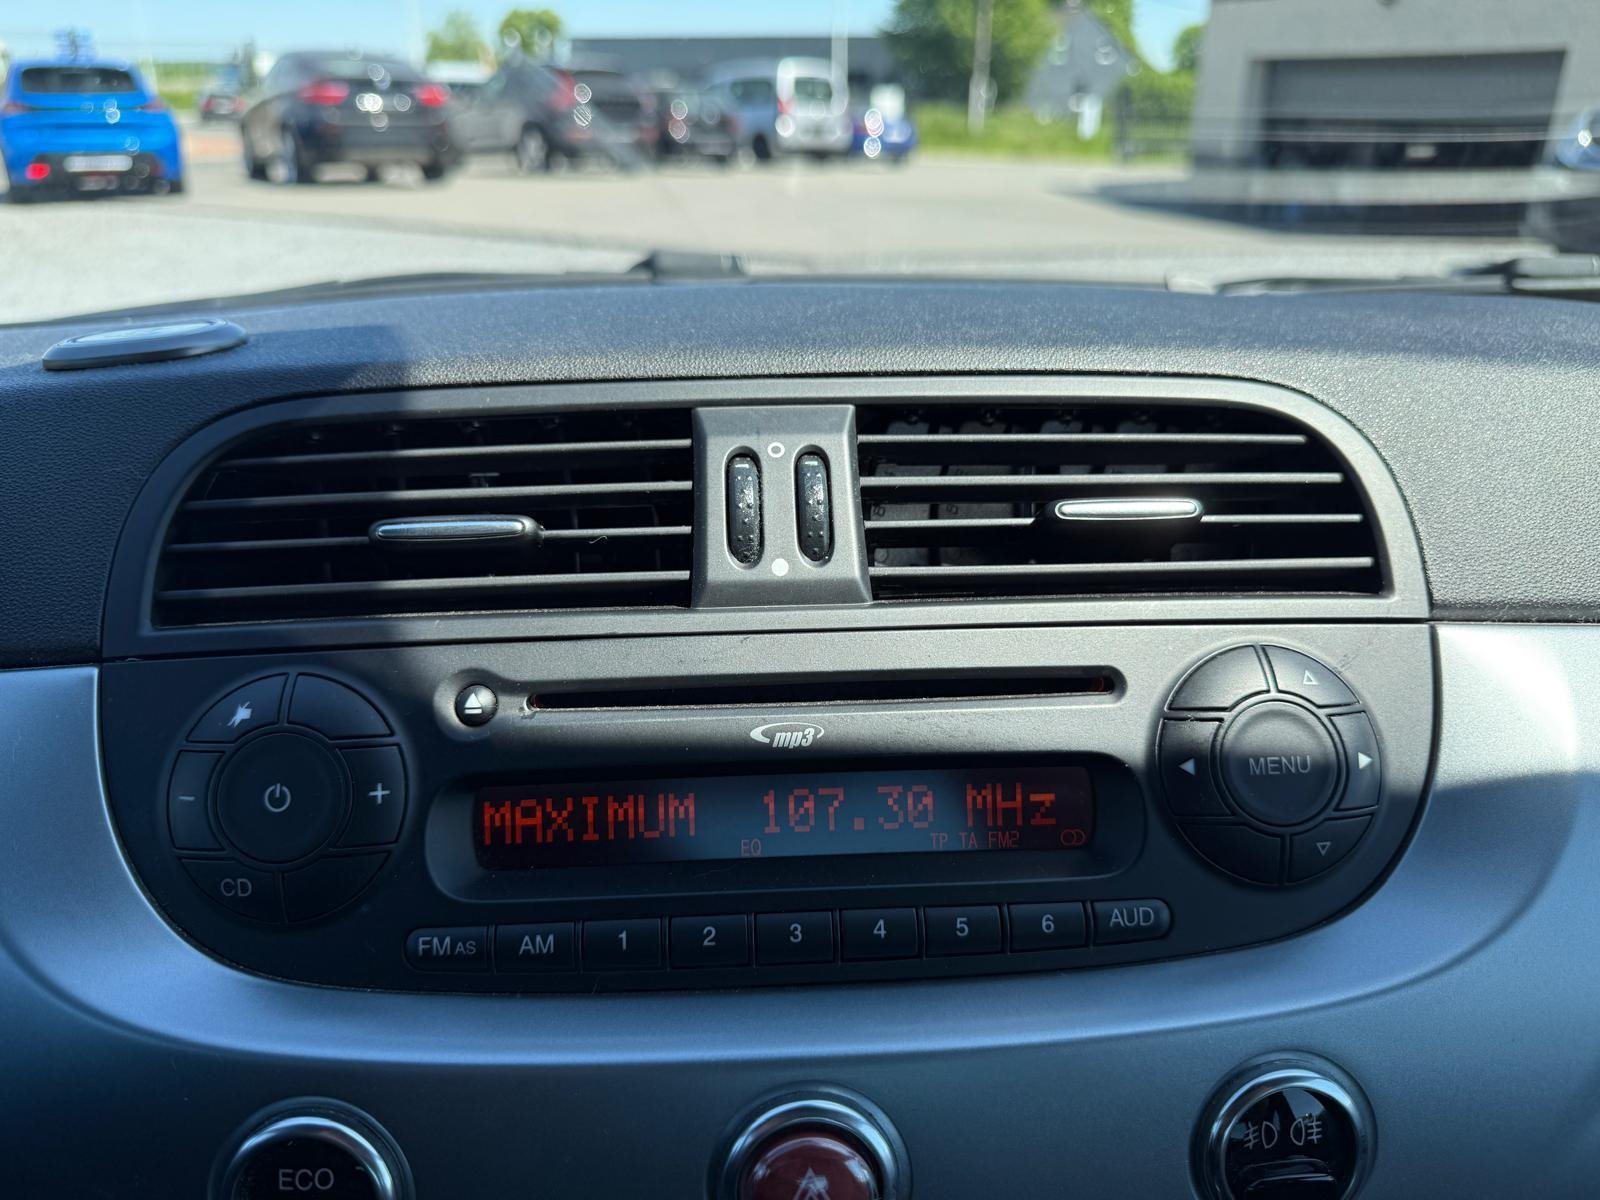 mp3
MAXIMUM 107.30 MHz
EQ TP TA FM2
MENU
- +
CD
FM AS AM 1 2 3 4 5 6 AUD
ECO